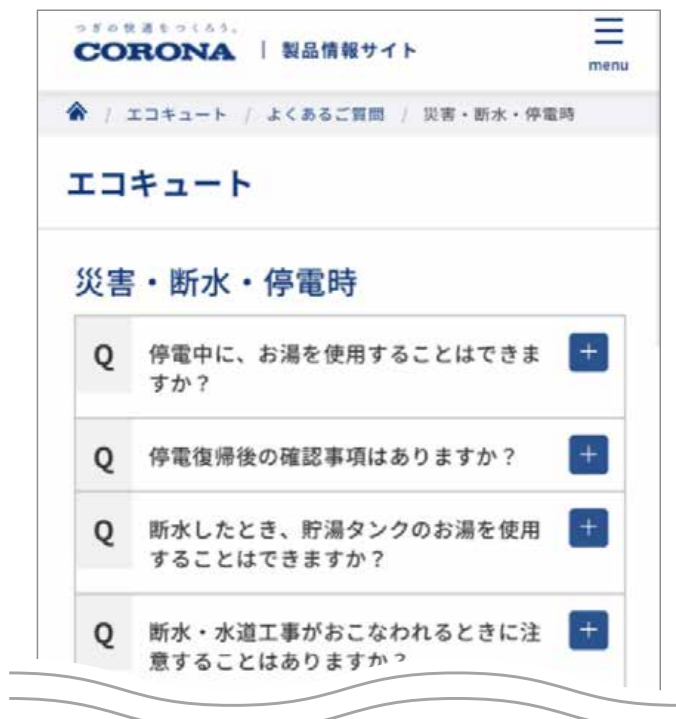 つぎの快適をつくろう。
CORONA | 製品情報サイト
menu
/ エコキュート / よくあるご質問 / 災害・断水・停電時
エコキュート
災害・断水・停電時
Q 停電中に、お湯を使用することはできま
すか？
Q 停電復帰後の確認事項はありますか？
Q 断水したとき、貯湯タンクのお湯を使用
することはできますか？
Q 断水・水道工事がおこなわれるときに注
意することはありますか？